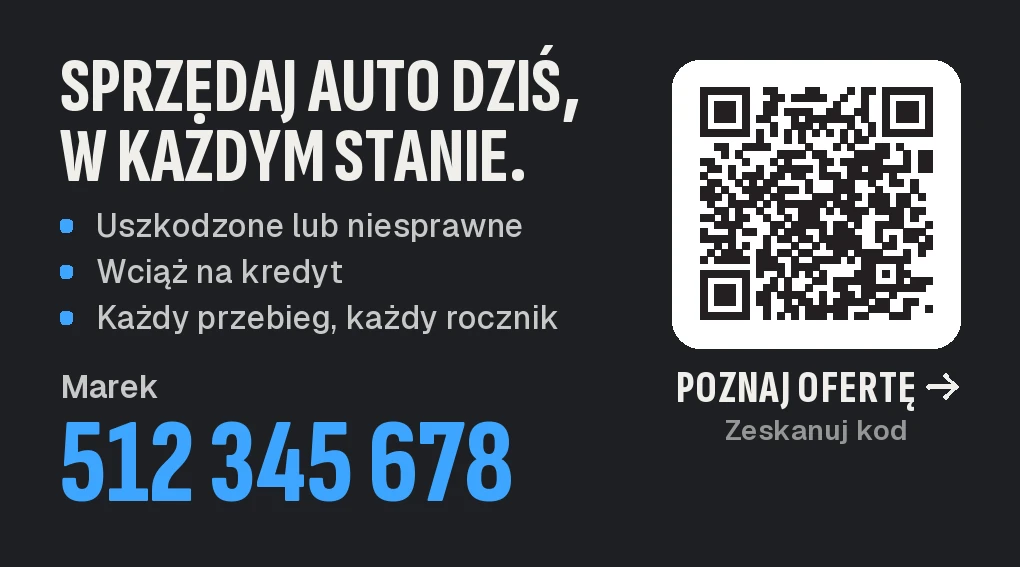 SPRZEDAJ AUTO DZIŚ,
W KAŻDYM STANIE.
Uszkodzone lub niesprawne
Wciąż na kredyt
Każdy przebieg, każdy rocznik
Marek
512 345 678
POZNAJ OFERTĘ →
Zeskanuj kod